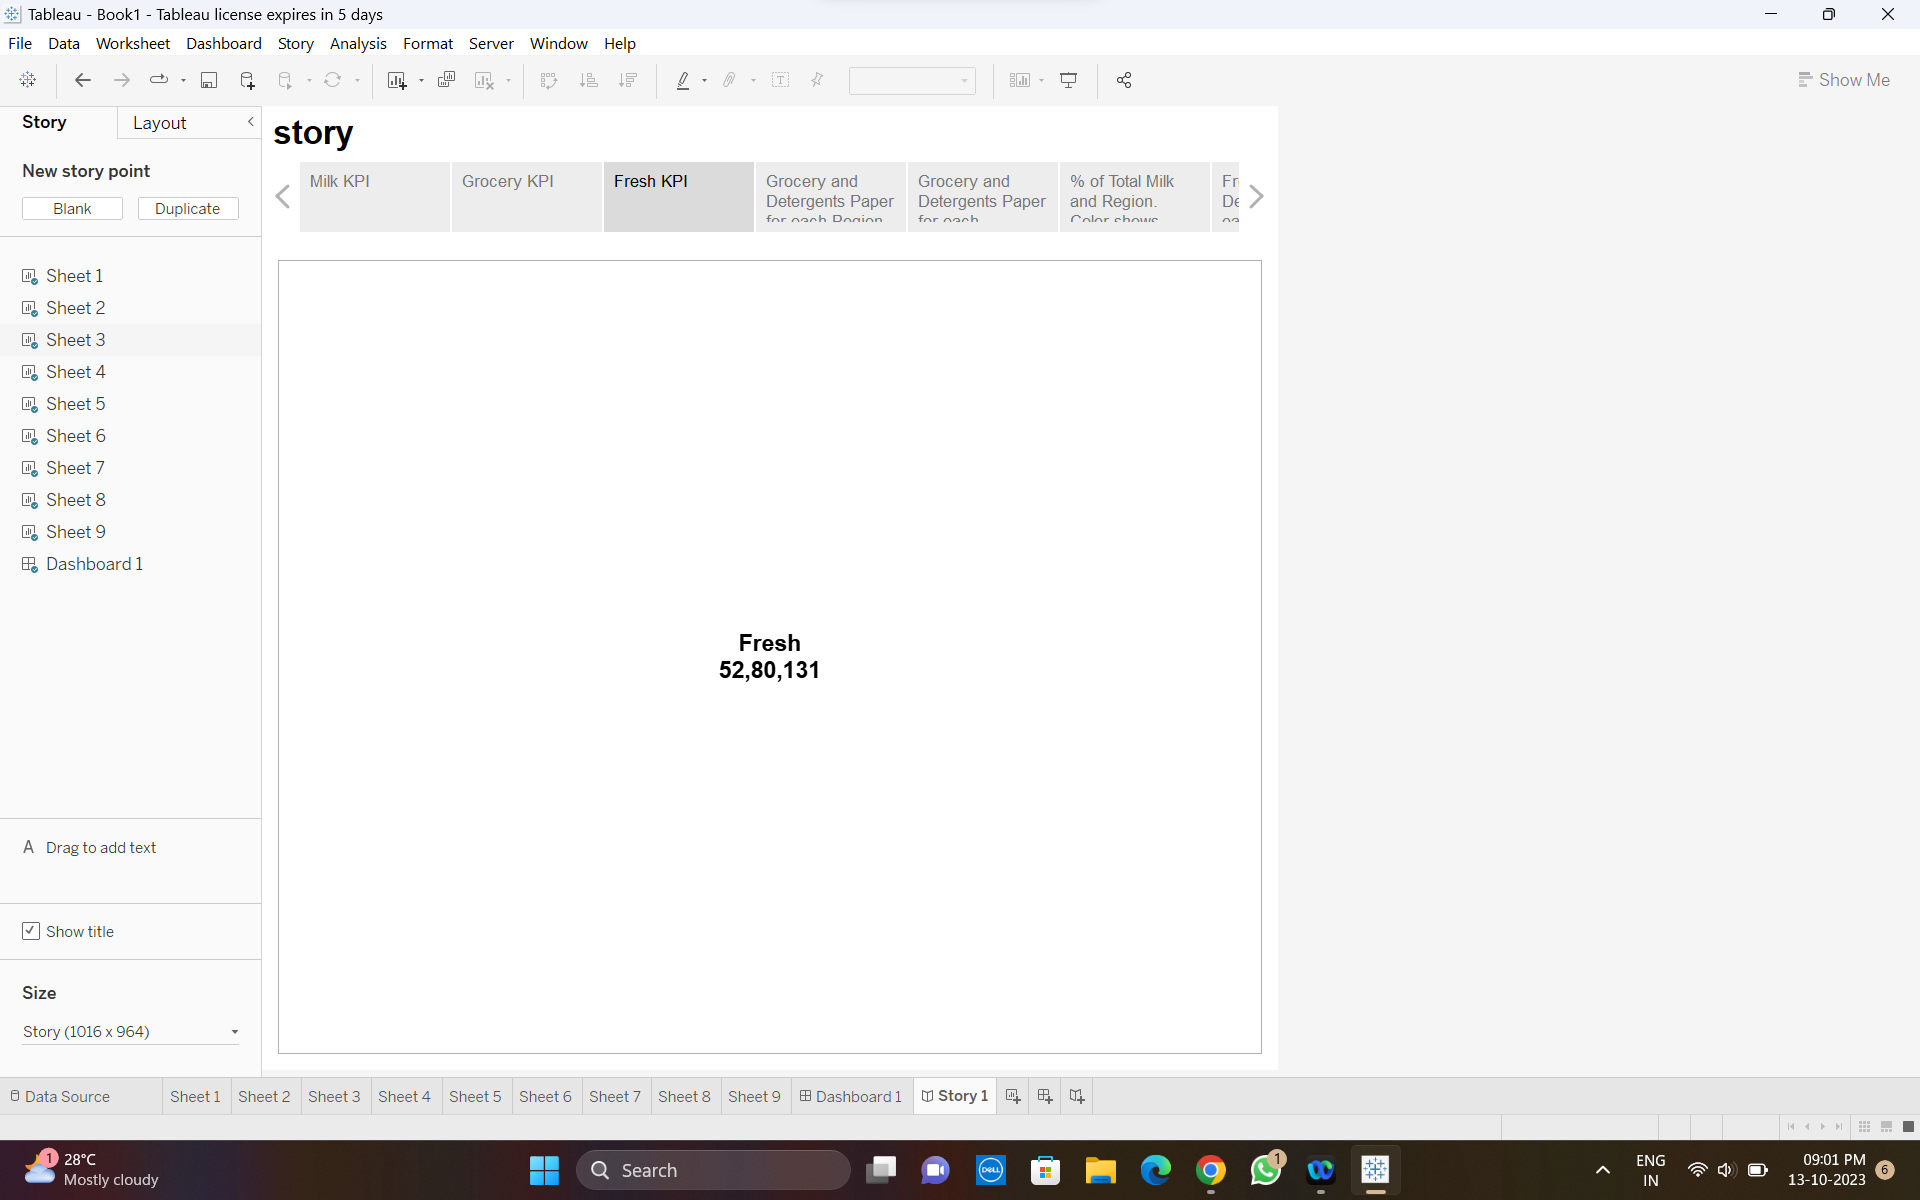 Tableau - Book1 - Tableau license expires in 5 days
File Data Worksheet Dashboard Story Analysis Format Server Window Help
Show Me
Story Layout
New story point
Blank Duplicate
Sheet 1
Sheet 2
Sheet 3
Sheet 4
Sheet 5
Sheet 6
Sheet 7
Sheet 8
Sheet 9
Dashboard 1
A Drag to add text
Show title
Size
Story (1016 x 964)
story
Milk KPI
Grocery KPI
Fresh KPI
Grocery and
Detergents Paper
for each Region
Grocery and
Detergents Paper
for each
% of Total Milk
and Region.
Color shows
Fr
De
Fresh
52,80,131
Data Source Sheet 1 Sheet 2 Sheet 3 Sheet 4 Sheet 5 Sheet 6 Sheet 7 Sheet 8 Sheet 9 Dashboard 1 Story 1
1
28°C
Mostly cloudy
Search
DELL
1
ENG
IN
09:01 PM
13-10-2023
6